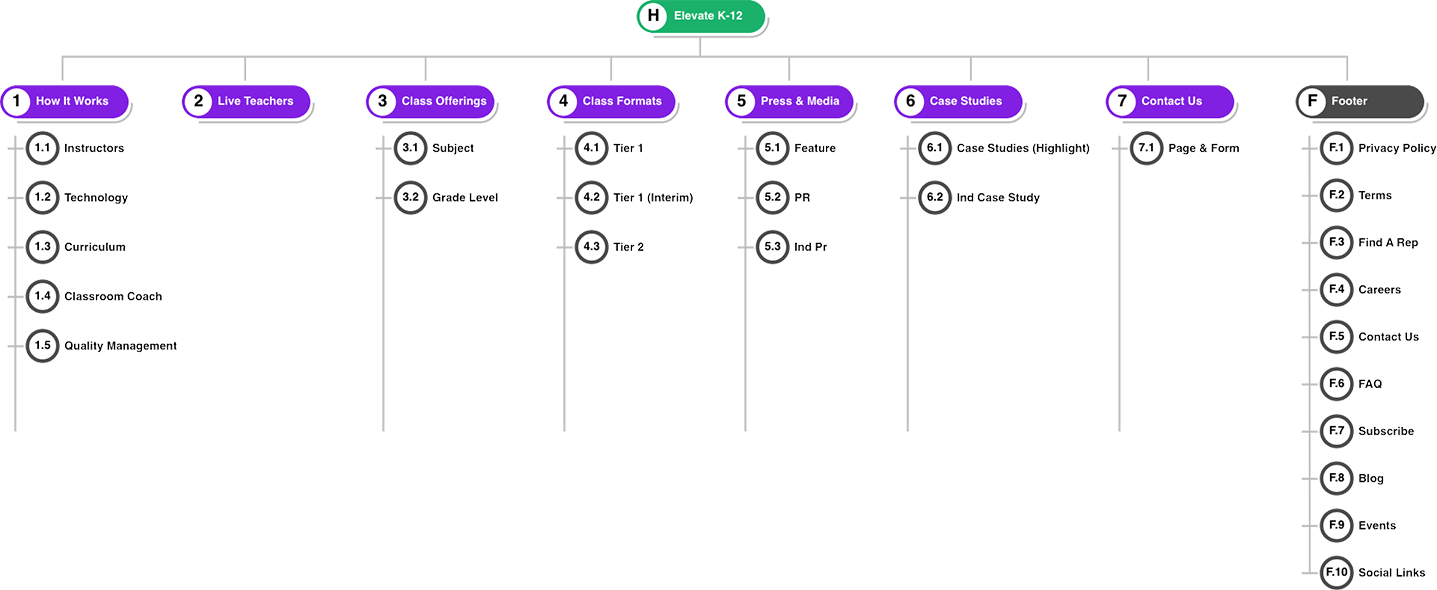 H Elevate K-12
1 How It Works
1.1 Instructors
1.2 Technology
1.3 Curriculum
1.4 Classroom Coach
1.5 Quality Management
2 Live Teachers
3 Class Offerings
3.1 Subject
3.2 Grade Level
4 Class Formats
4.1 Tier 1
4.2 Tier 1 (Interim)
4.3 Tier 2
5 Press & Media
5.1 Feature
5.2 PR
5.3 Ind Pr
6 Case Studies
6.1 Case Studies (Highlight)
6.2 Ind Case Study
7 Contact Us
7.1 Page & Form
F Footer
F.1 Privacy Policy
F.2 Terms
F.3 Find A Rep
F.4 Careers
F.5 Contact Us
F.6 FAQ
F.7 Subscribe
F.8 Blog
F.9 Events
F.10 Social Links